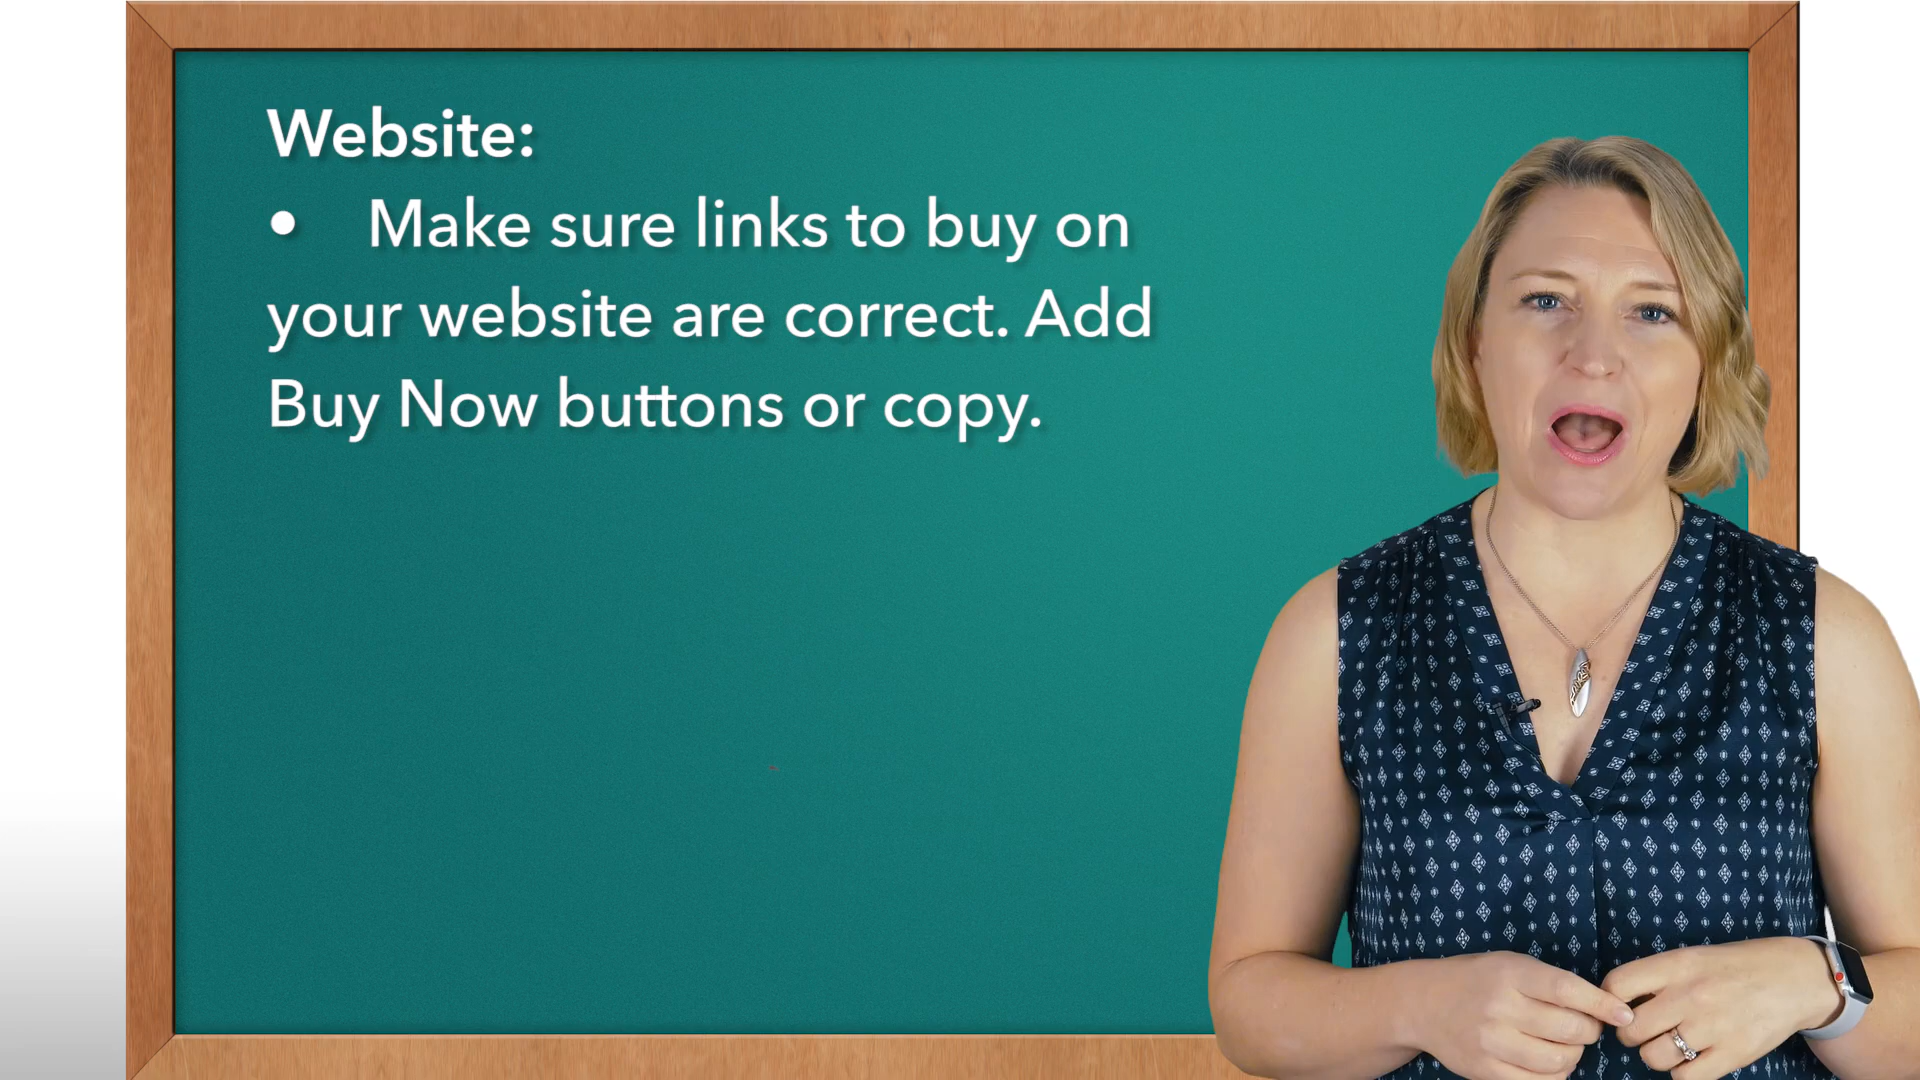 Website:
• Make sure links to buy on
your website are correct. Add
Buy Now buttons or copy.